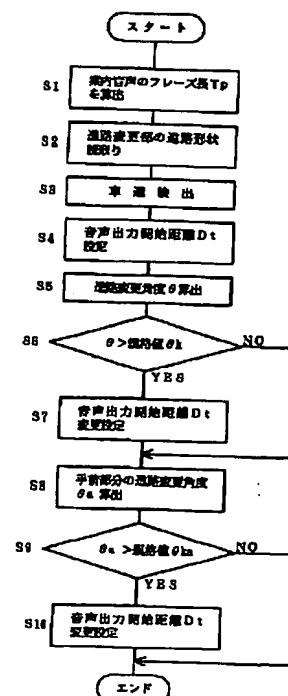 スタート
S1
案内音声のフレーズ長Tp
を算出
S2
進路変更部の道路形状
読取り
S3
車速検出
S4
音声出力開始距離Dt
設定
S5
進路変更角度θ算出
S6
θ>規格値θk
NO
YES
S7
音声出力開始距離Dt
変更設定
S8
手前部分の進路変更角度
θa 算出
S9
θa>規格値θka
NO
YES
S10
音声出力開始距離Dt
変更設定
エンド